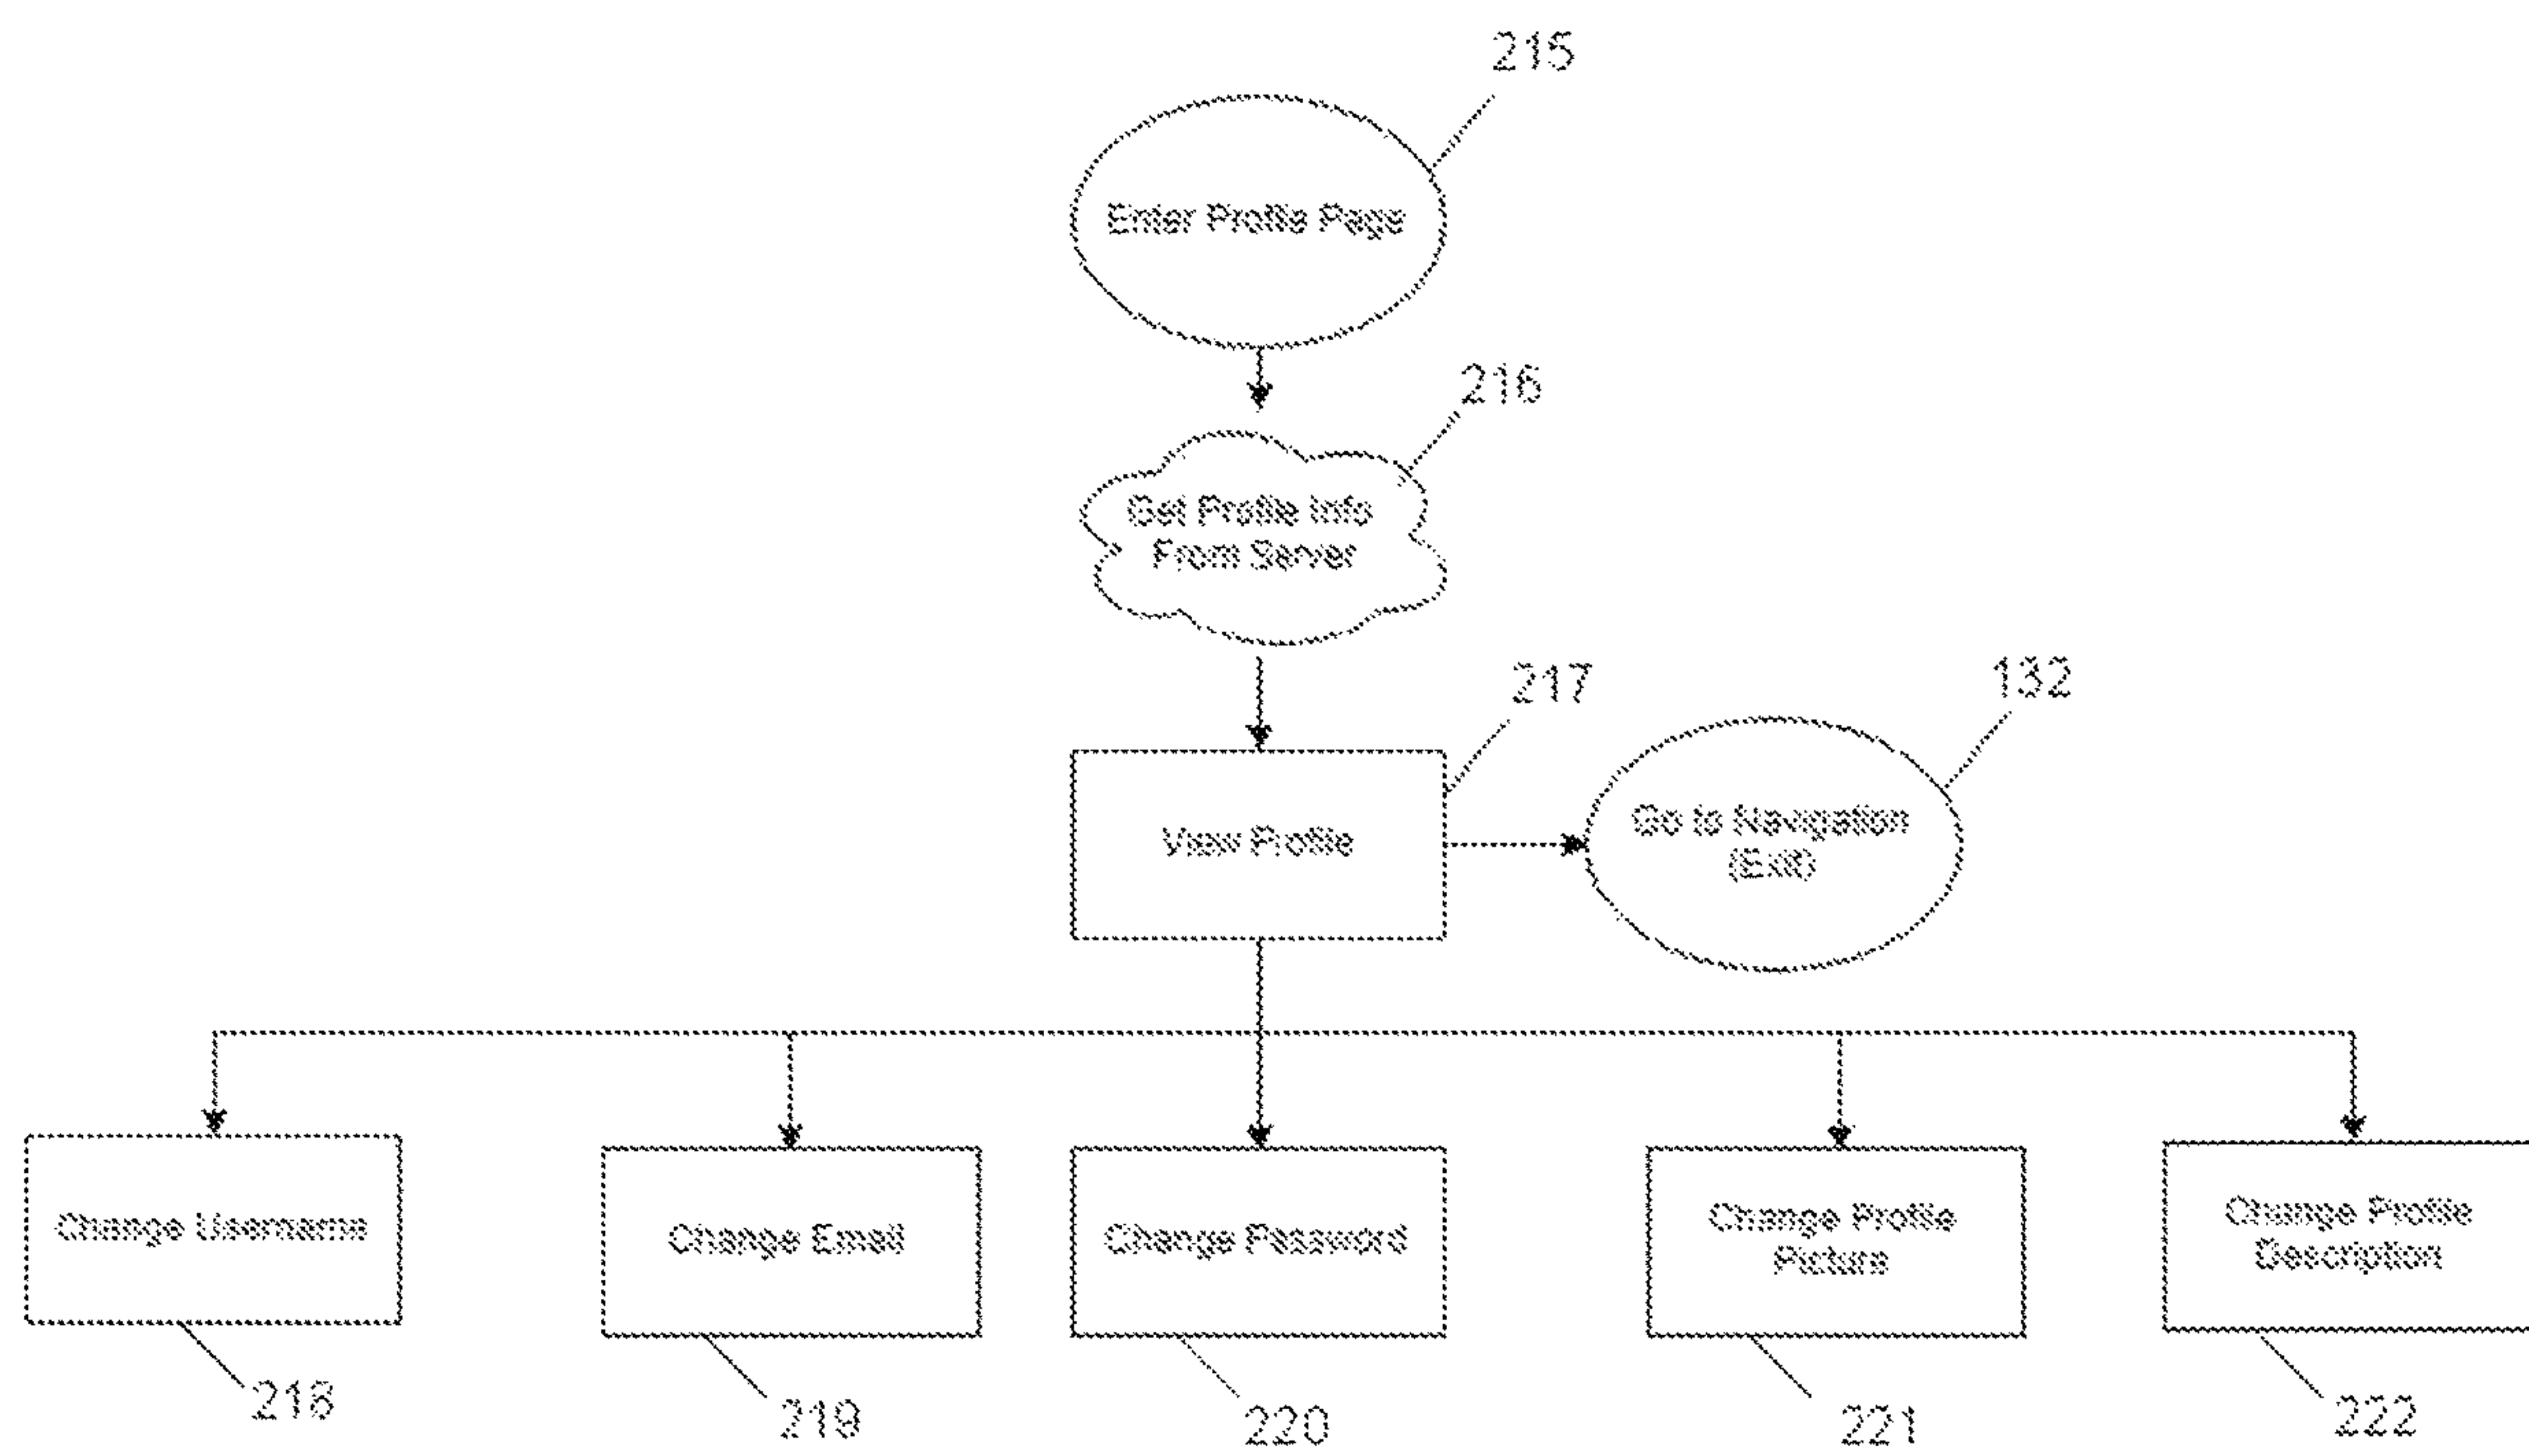 215
Enter Profile Page
216
Get Profile Info
From Server
217
132
View Profile
Go to Navigation
(Exit)
Change Username
Change Email
Change Password
Change Profile
Picture
Change Profile
Description
218
219
220
221
222